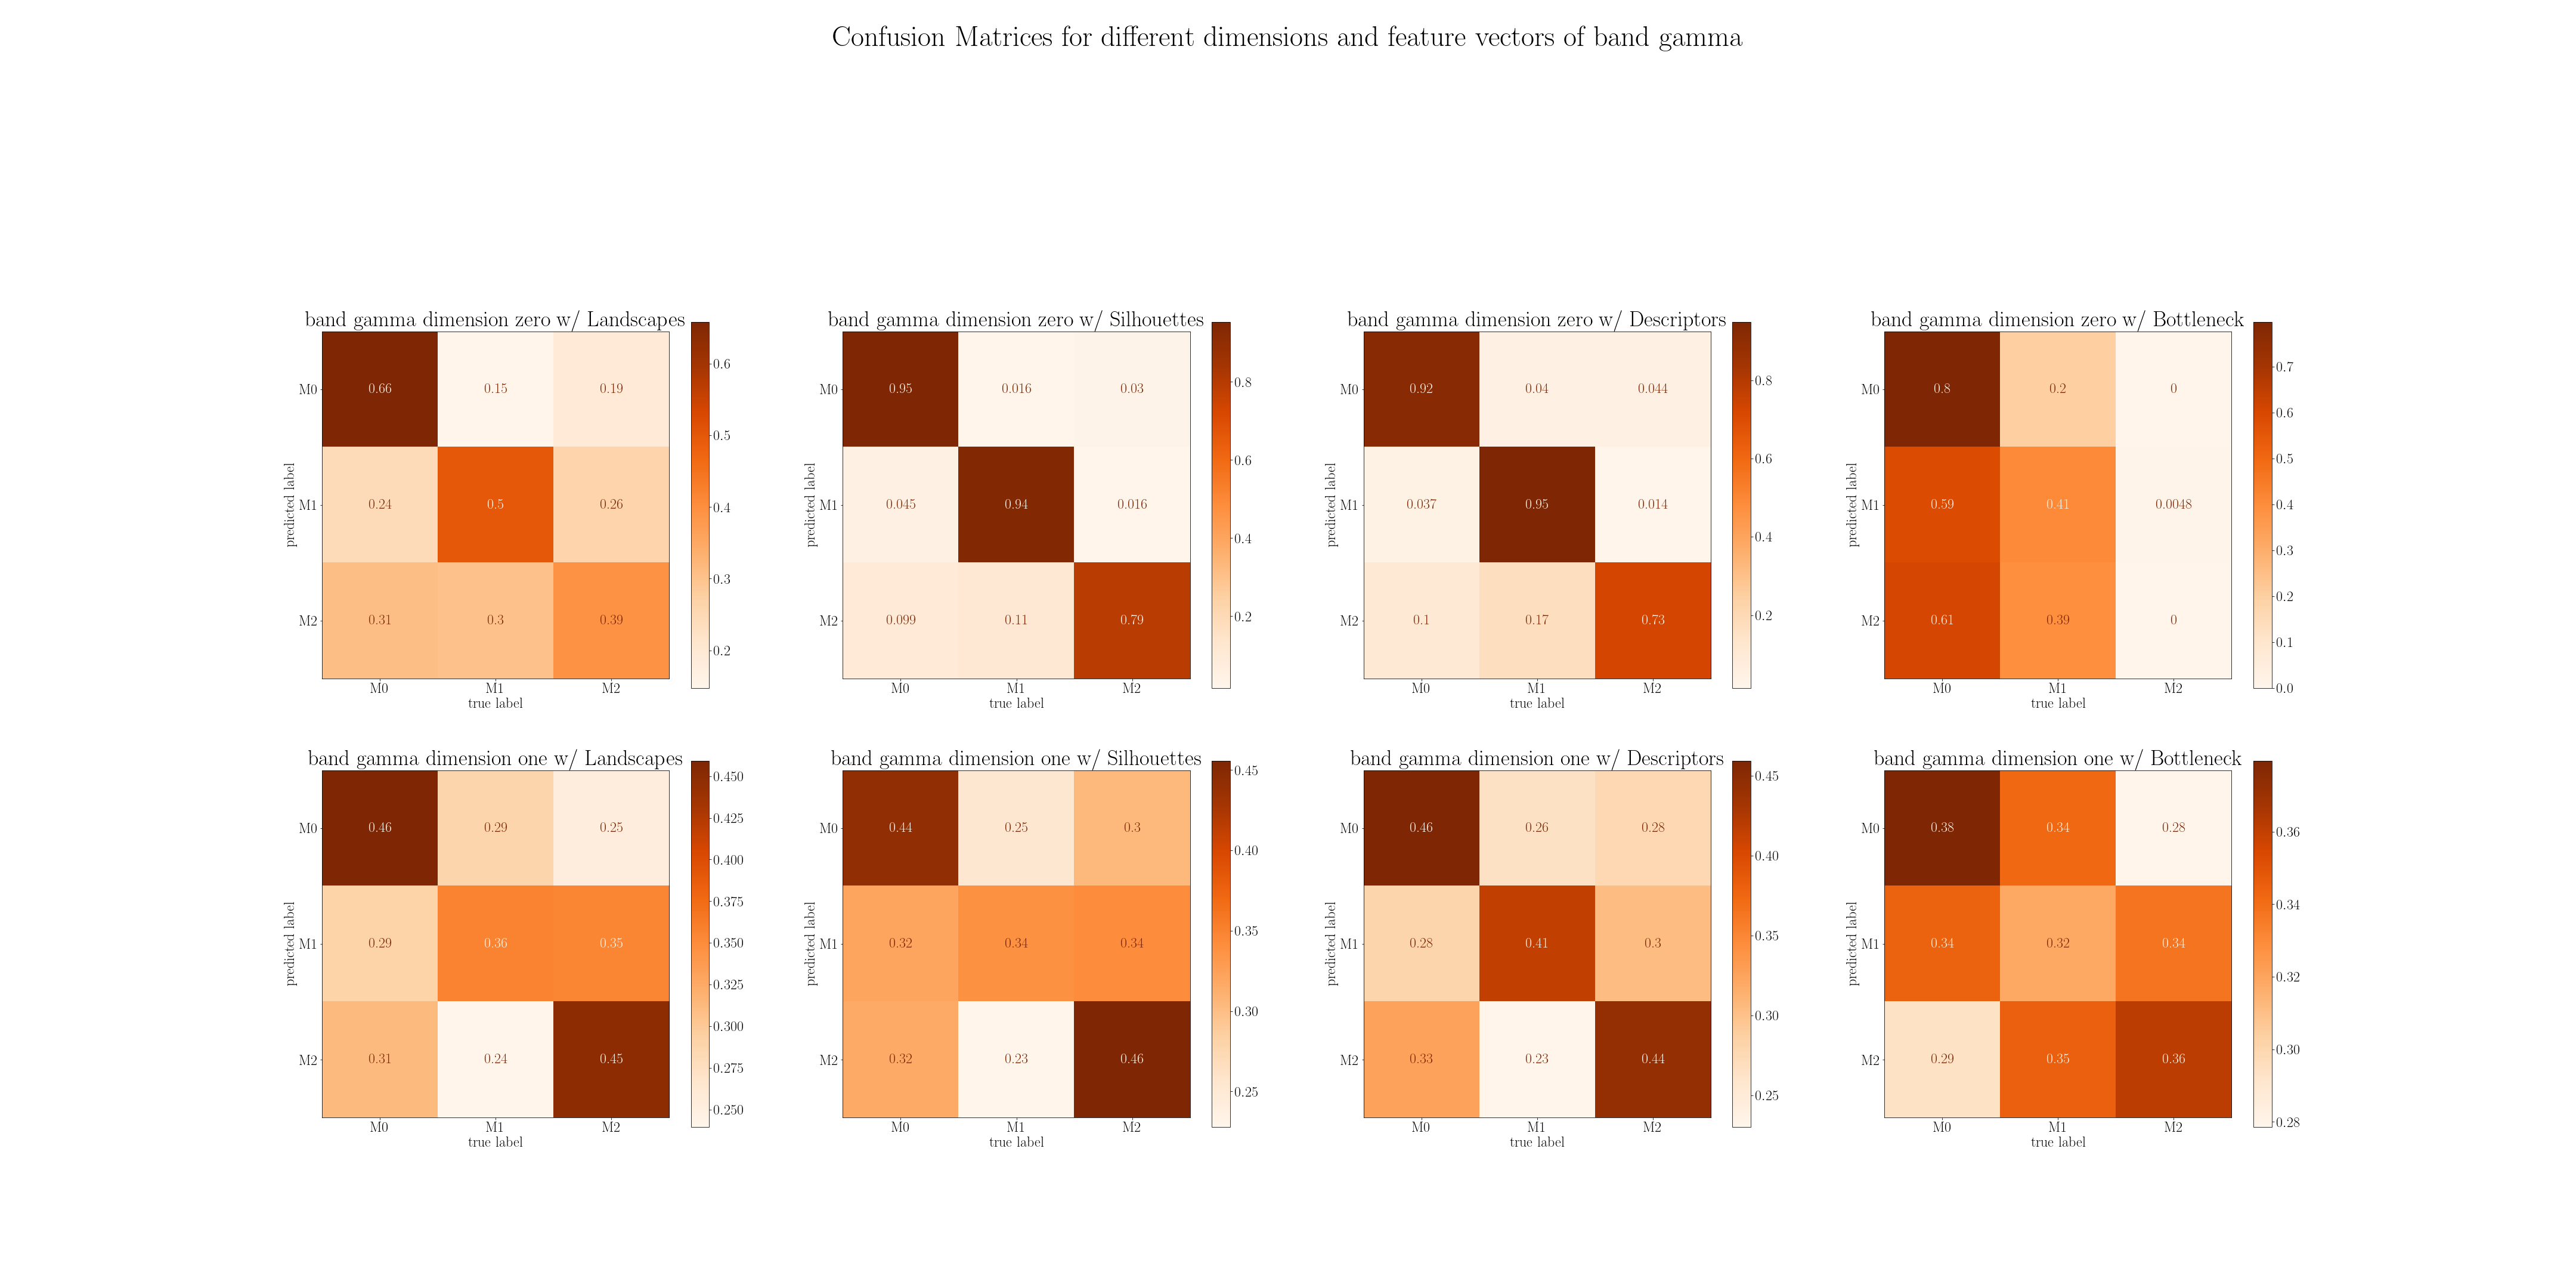 Confusion Matrices for different dimensions and feature vectors of band gamma
band gamma dimension zero w/ Landscapes
M0 0.66 0.15 0.19
M1 0.24 0.5 0.26
M2 0.31 0.3 0.39
M0 M1 M2
true label
predicted label
0.6
0.5
0.4
0.3
0.2
band gamma dimension zero w/ Silhouettes
M0 0.95 0.016 0.03
M1 0.045 0.94 0.016
M2 0.099 0.11 0.79
M0 M1 M2
true label
predicted label
0.8
0.6
0.4
0.2
band gamma dimension zero w/ Descriptors
M0 0.92 0.04 0.044
M1 0.037 0.95 0.014
M2 0.1 0.17 0.73
M0 M1 M2
true label
predicted label
0.8
0.6
0.4
0.2
band gamma dimension zero w/ Bottleneck
M0 0.8 0.2 0
M1 0.59 0.41 0.0048
M2 0.61 0.39 0
M0 M1 M2
true label
predicted label
0.7
0.6
0.5
0.4
0.3
0.2
0.1
0.0
band gamma dimension one w/ Landscapes
M0 0.46 0.29 0.25
M1 0.29 0.36 0.35
M2 0.31 0.24 0.45
M0 M1 M2
true label
predicted label
0.450
0.425
0.400
0.375
0.350
0.325
0.300
0.275
0.250
band gamma dimension one w/ Silhouettes
M0 0.44 0.25 0.3
M1 0.32 0.34 0.34
M2 0.32 0.23 0.46
M0 M1 M2
true label
predicted label
0.45
0.40
0.35
0.30
0.25
band gamma dimension one w/ Descriptors
M0 0.46 0.26 0.28
M1 0.28 0.41 0.3
M2 0.33 0.23 0.44
M0 M1 M2
true label
predicted label
0.45
0.40
0.35
0.30
0.25
band gamma dimension one w/ Bottleneck
M0 0.38 0.34 0.28
M1 0.34 0.32 0.34
M2 0.29 0.35 0.36
M0 M1 M2
true label
predicted label
0.36
0.34
0.32
0.30
0.28